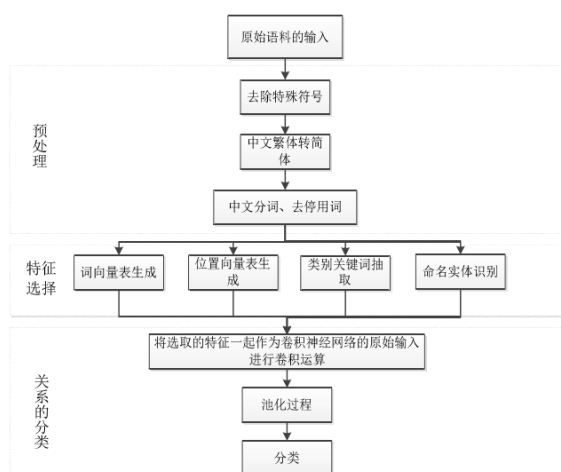 原始语料的输入
去除特殊符号
预
处
理
中文繁体转简
体
中文分词、去停用词
特征
选择
词向量表生成
位置向量表生
成
类别关键词抽
取
命名实体识别
将选取的特征一起作为卷积神经网络的原始输入
进行卷积运算
关
系
的
分
类
池化过程
分类